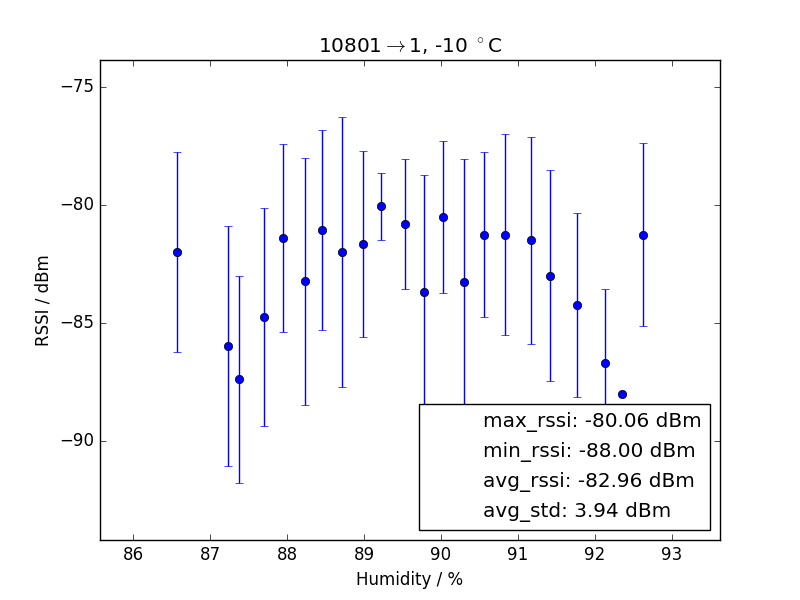 10801→1, -10 °C
−75
−80
−85
−90
RSSI / dBm
max_rssi: -80.06 dBm
min_rssi: -88.00 dBm
avg_rssi: -82.96 dBm
avg_std: 3.94 dBm
86 87 88 89 90 91 92 93
Humidity / %